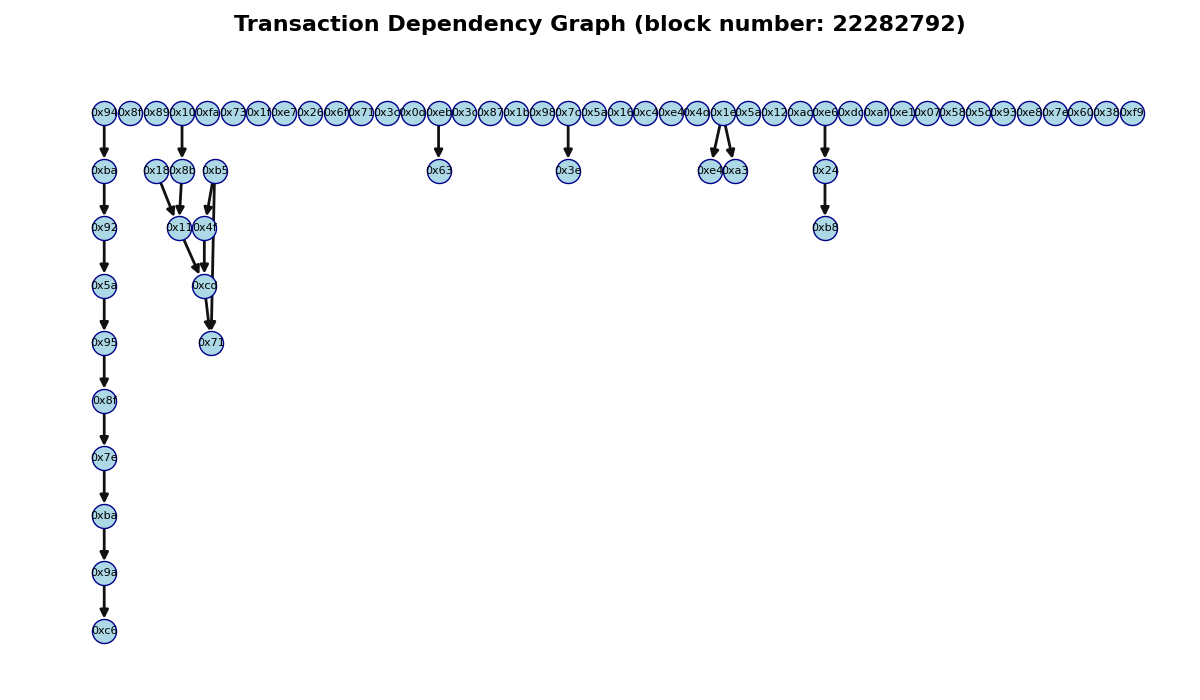 Transaction Dependency Graph (block number: 22282792)
0x94 0x8f 0x89 0x10 0xfa 0x73 0x1f 0xe7 0x26 0x6f 0x71 0x3c 0x0d 0xeb 0x3c 0x87 0x1b 0x98 0x7c 0x5a 0x16 0xc4 0xe4 0x4d 0x1e 0x5a 0x12 0xac 0xe6 0xdc 0xaf 0xe1 0x07 0x58 0x5c 0x93 0xe8 0x7e 0x60 0x38 0xf9
0xba 0x18 0x8b 0xb5 0x63 0x3e 0xe4 0xa3 0x24
0x92 0x11 0x4f 0xb8
0x5a 0xcd
0x95 0x71
0x8f
0x7e
0xba
0x9a
0xc6